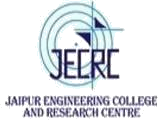 JECRC
JAIPUR ENGINEERING COLLEGE
AND RESEARCH CENTRE